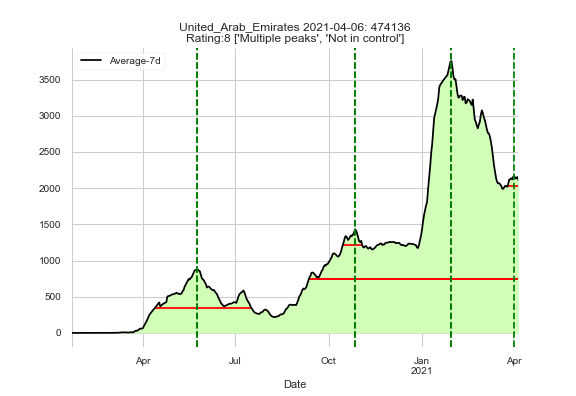 United_Arab_Emirates 2021-04-06: 474136
Rating:8 ['Multiple peaks', 'Not in control']
Average-7d
3500
3000
2500
2000
1500
1000
500
0
Apr
Jul
Oct
Jan
2021
Apr
Date